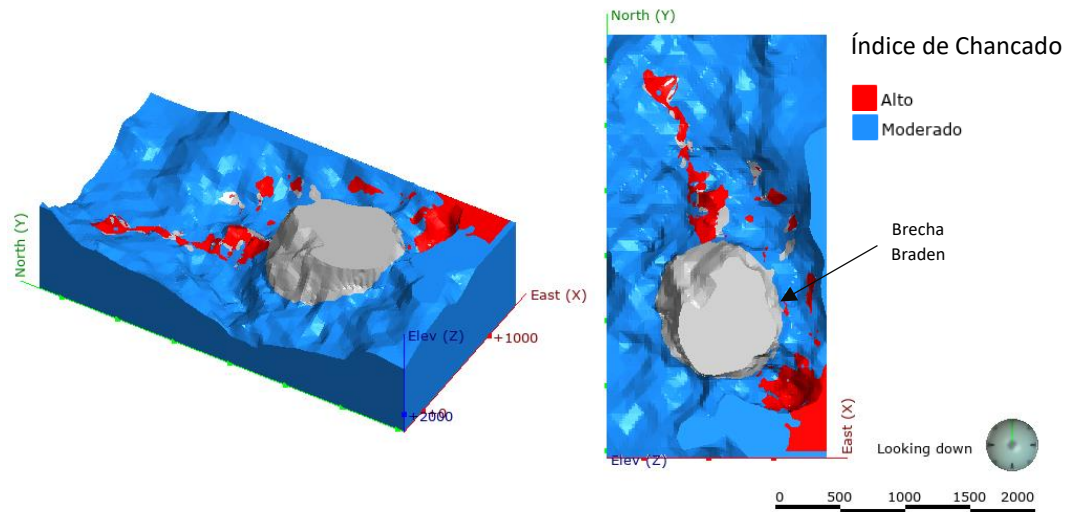 North (Y)
East (X)
Elev (Z)
+1000
+0
+2000
North (Y)
Elev (Z)
East (X)
Índice de Chancado
Alto
Moderado
Brecha
Braden
Looking down
0 500 1000 1500 2000